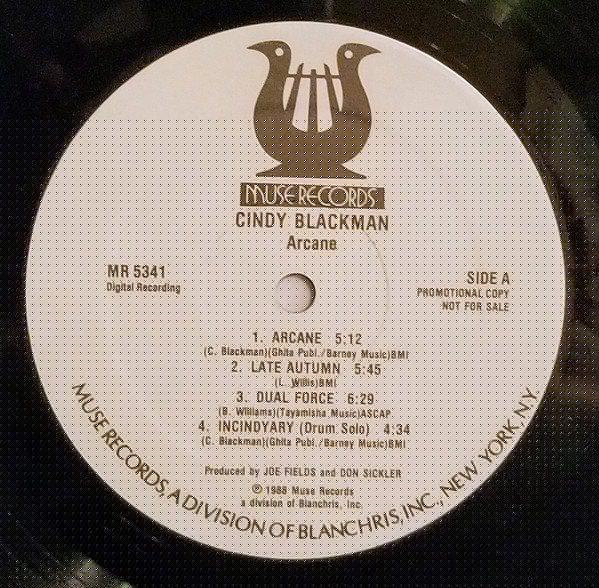 MUSE RECORDS
CINDY BLACKMAN
Arcane
MR 5341
Digital Recording
SIDE A
PROMOTIONAL COPY
NOT FOR SALE
1. ARCANE 5:12
(C. Blackman)(Ghita Publ./Barney Music)BMI
2. LATE AUTUMN 5:45
(L. Willis)BMI
3. DUAL FORCE 6:29
(B. Williams)(Tayamisha Music)ASCAP
4. INCINDYARY (Drum Solo) 4:34
(C. Blackman)(Ghita Publ./Barney Music)BMI
Produced by JOE FIELDS and DON SICKLER
℗ 1988 Muse Records
a division of Blanchris, Inc.
MUSE RECORDS, A DIVISION OF BLANCHRIS, INC., NEW YORK, N.Y.